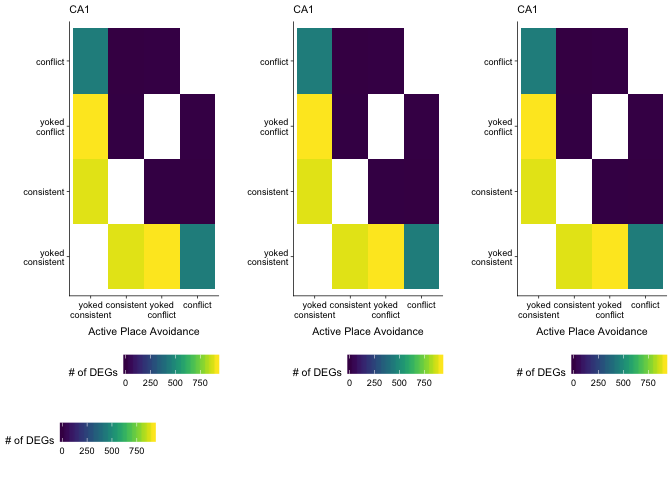 CA1
conflict
yoked
conflict
consistent
yoked
consistent
yoked
consistent
consistent
yoked
conflict
conflict
Active Place Avoidance
# of DEGs
0 250 500 750
CA1
conflict
yoked
conflict
consistent
yoked
consistent
yoked
consistent
consistent
yoked
conflict
conflict
Active Place Avoidance
# of DEGs
0 250 500 750
CA1
conflict
yoked
conflict
consistent
yoked
consistent
yoked
consistent
consistent
yoked
conflict
conflict
Active Place Avoidance
# of DEGs
0 250 500 750
# of DEGs
0 250 500 750